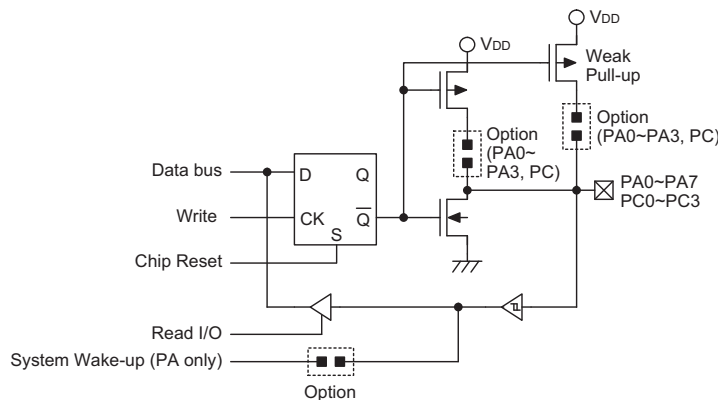 VDD
VDD
Weak
Pull-up
Option
(PA0~
PA3, PC)
Option
(PA0~PA3, PC)
Data bus
D
Q
Write
CK
Q
S
PA0~PA7
PC0~PC3
Chip Reset
Read I/O
System Wake-up (PA only)
Option